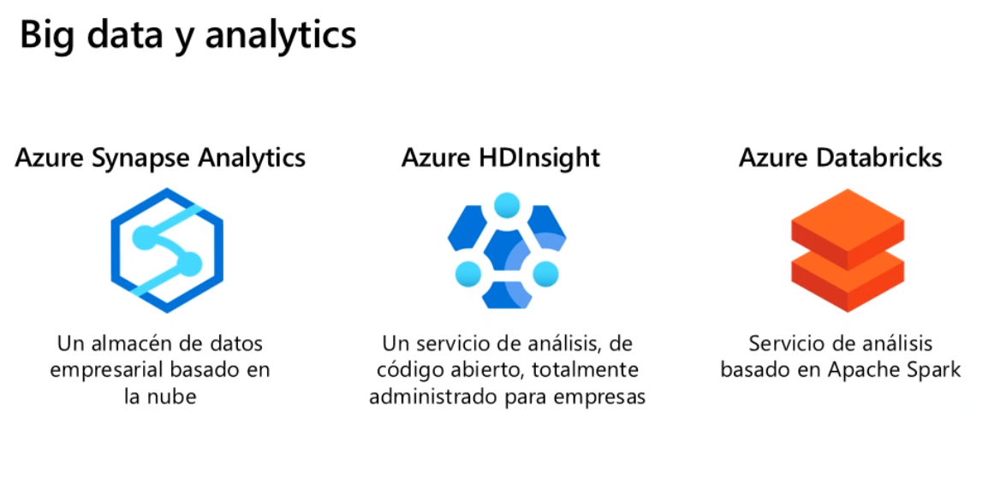 Big data y analytics
Azure Synapse Analytics
Un almacén de datos
empresarial basado en
la nube
Azure HDInsight
Un servicio de análisis, de
código abierto, totalmente
administrado para empresas
Azure Databricks
Servicio de análisis
basado en Apache Spark